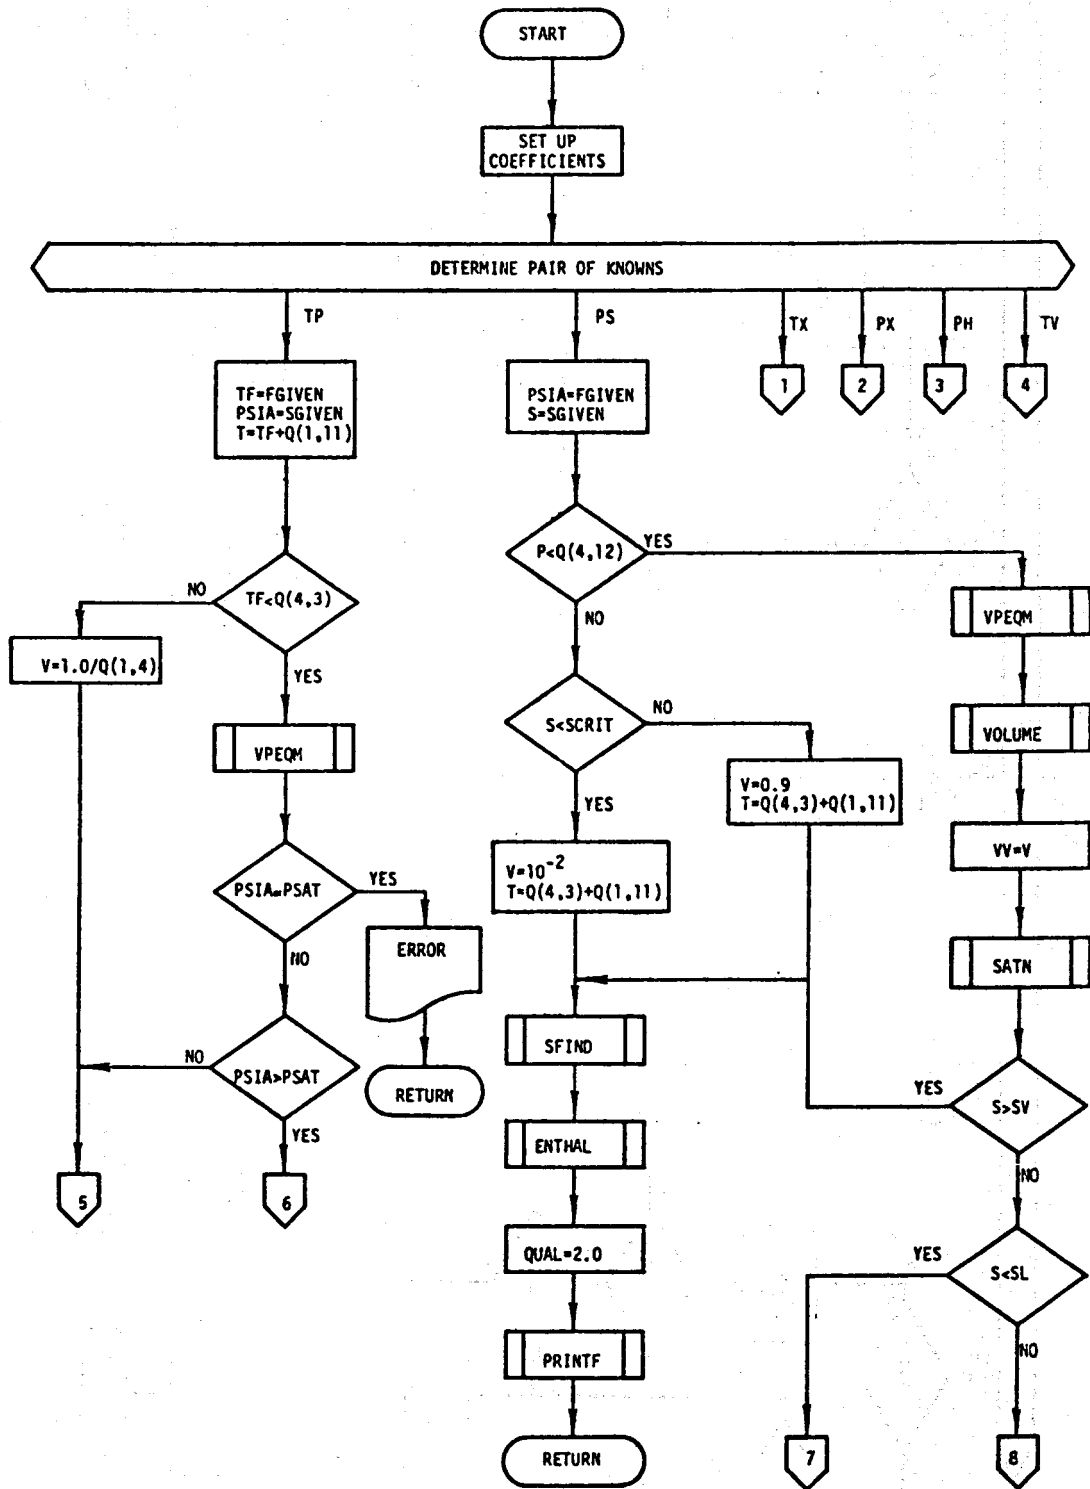 START
SET UP
COEFFICIENTS
DETERMINE PAIR OF KNOWNS
TP
PS
TX
PX
PH
TV
TF=FGIVEN
PSIA=SGIVEN
T=TF+Q(1,11)
PSIA=FGIVEN
S=SGIVEN
1
2
3
4
P<Q(4,12)
YES
NO
TF<Q(4,3)
NO
YES
VPEQM
V=1.0/Q(1,4)
S<SCRIT
NO
YES
VPEQM
VOLUME
V=0.9
T=Q(4,3)+Q(1,11)
VV=V
V=10-2
T=Q(4,3)+Q(1,11)
PSIA=PSAT
YES
NO
ERROR
SATN
SFIND
PSIA>PSAT
NO
YES
RETURN
S>SV
YES
NO
ENTHAL
5
6
QUAL=2.0
S<SL
YES
NO
PRINTF
RETURN
7
8